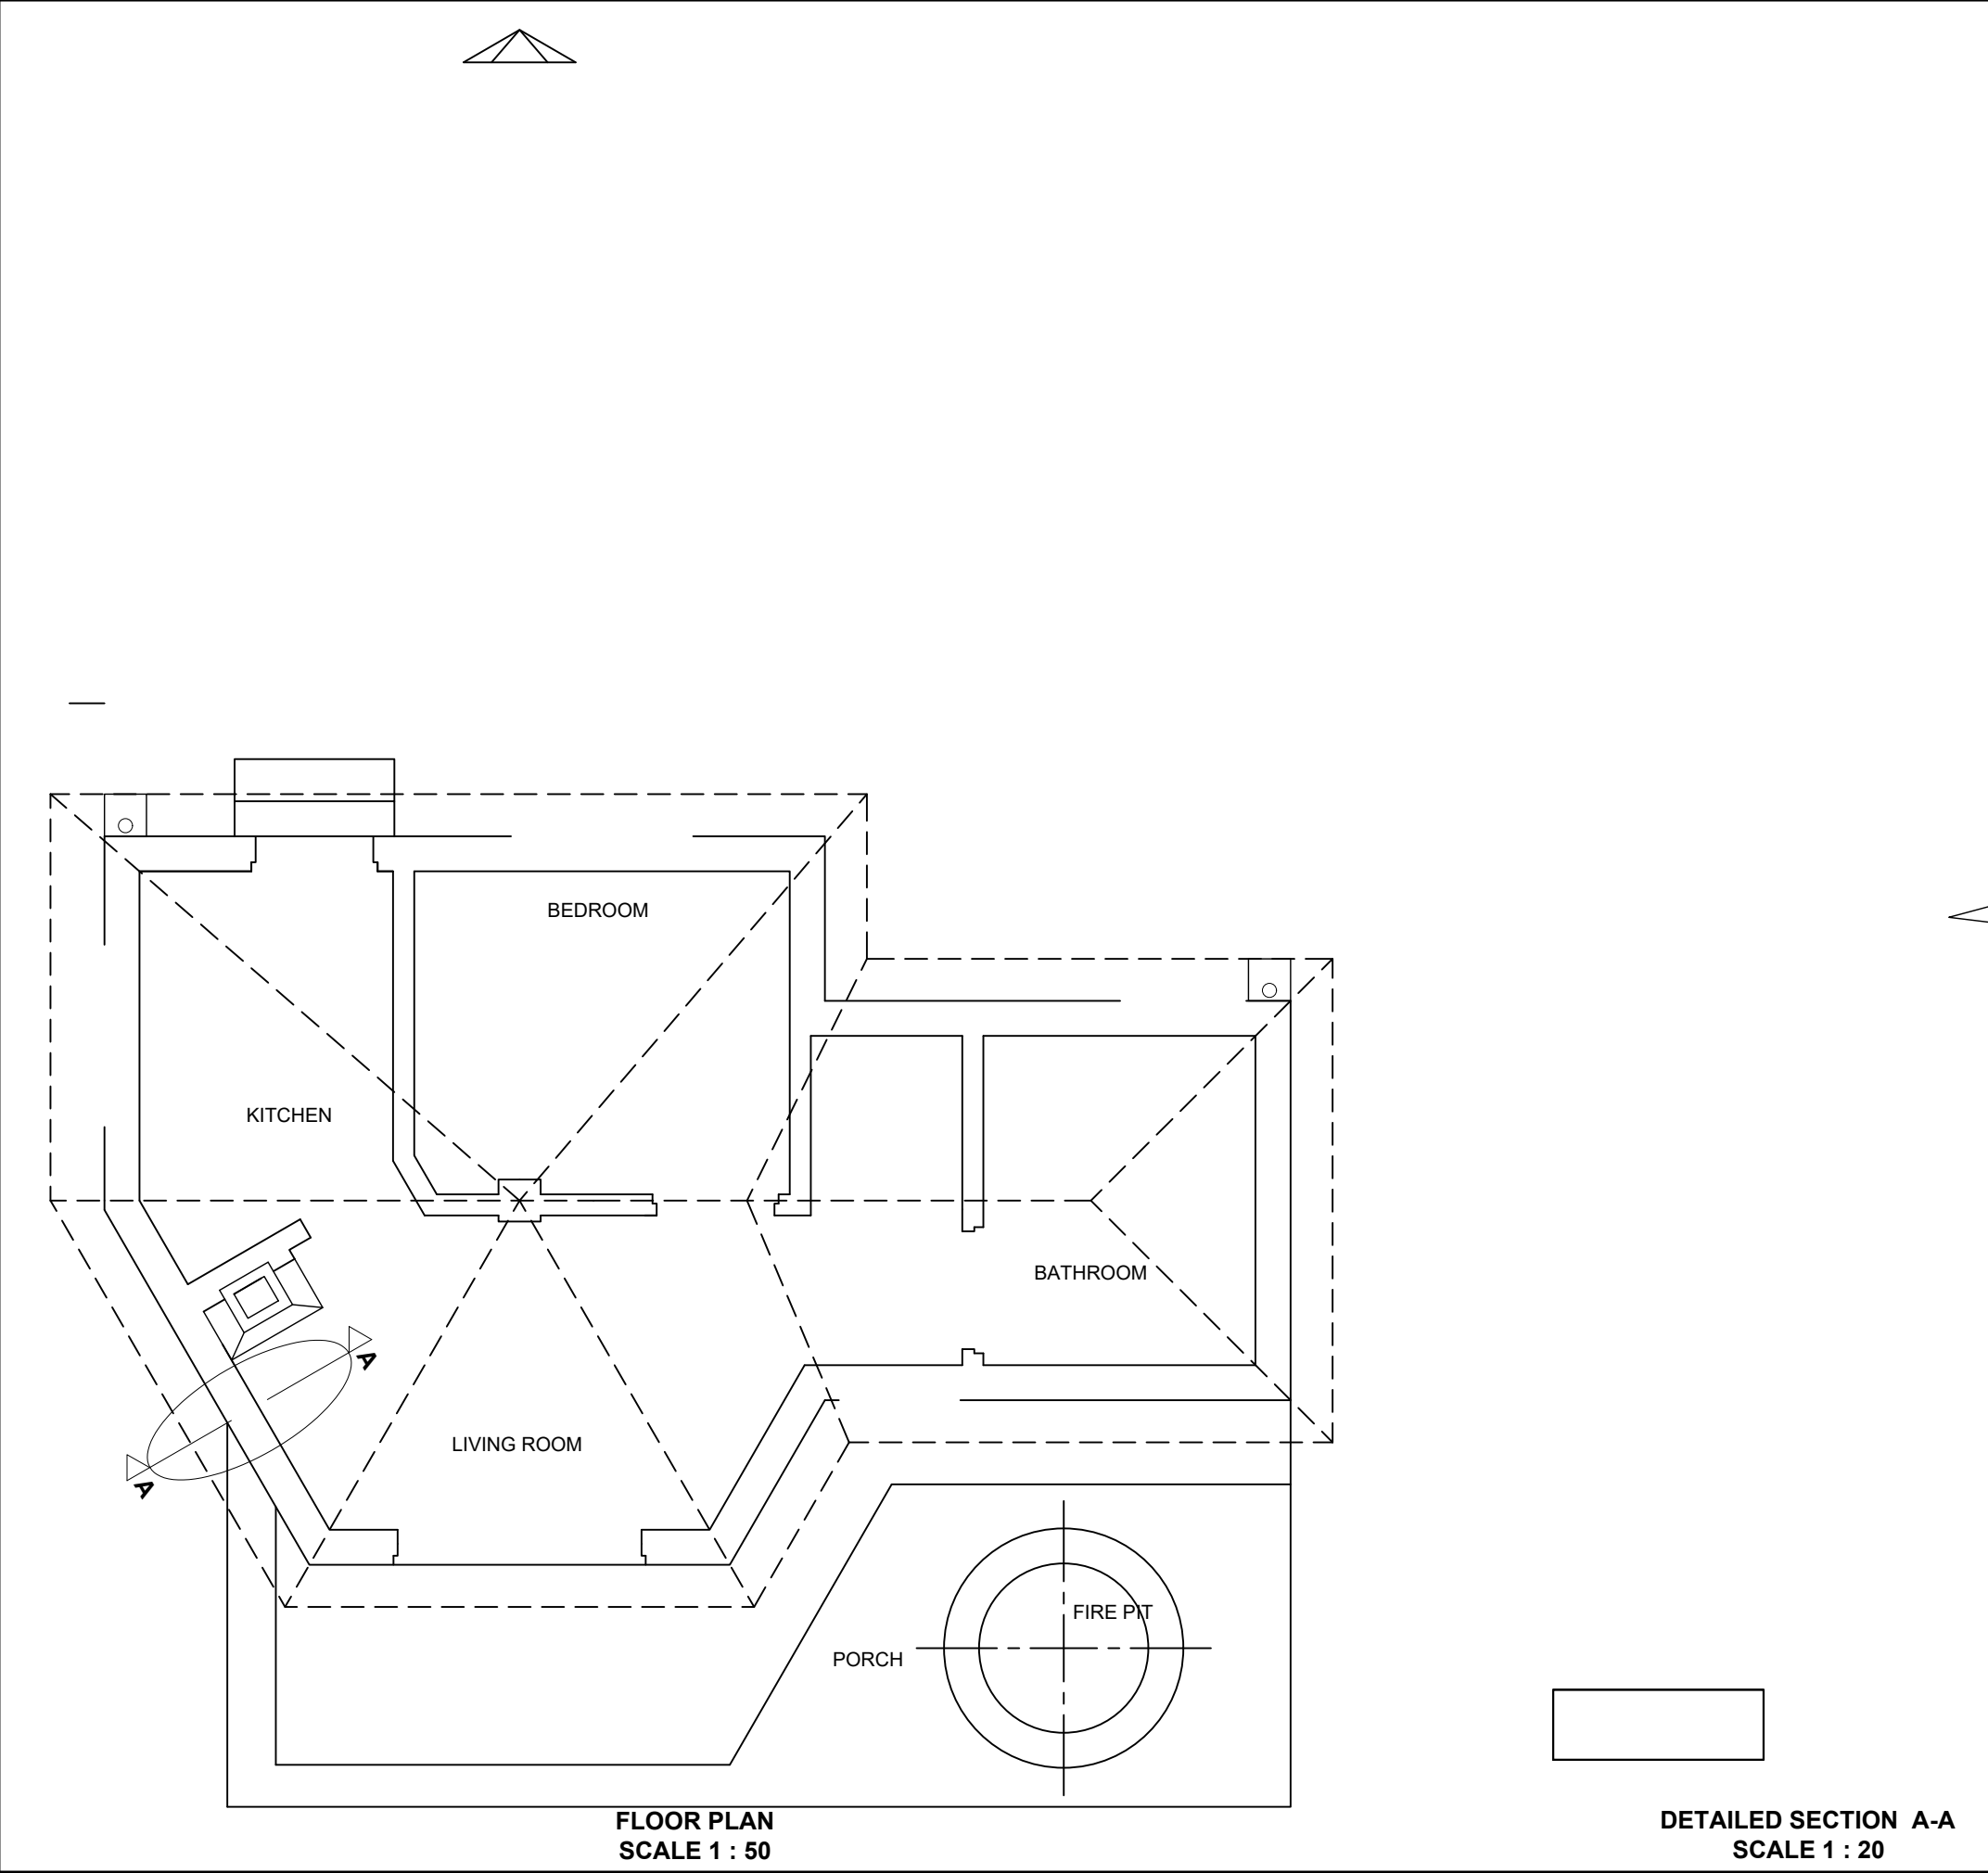 BEDROOM
KITCHEN
BATHROOM
A
LIVING ROOM
A
FIRE PIT
PORCH
FLOOR PLAN
SCALE 1 : 50
DETAILED SECTION A-A
SCALE 1 : 20